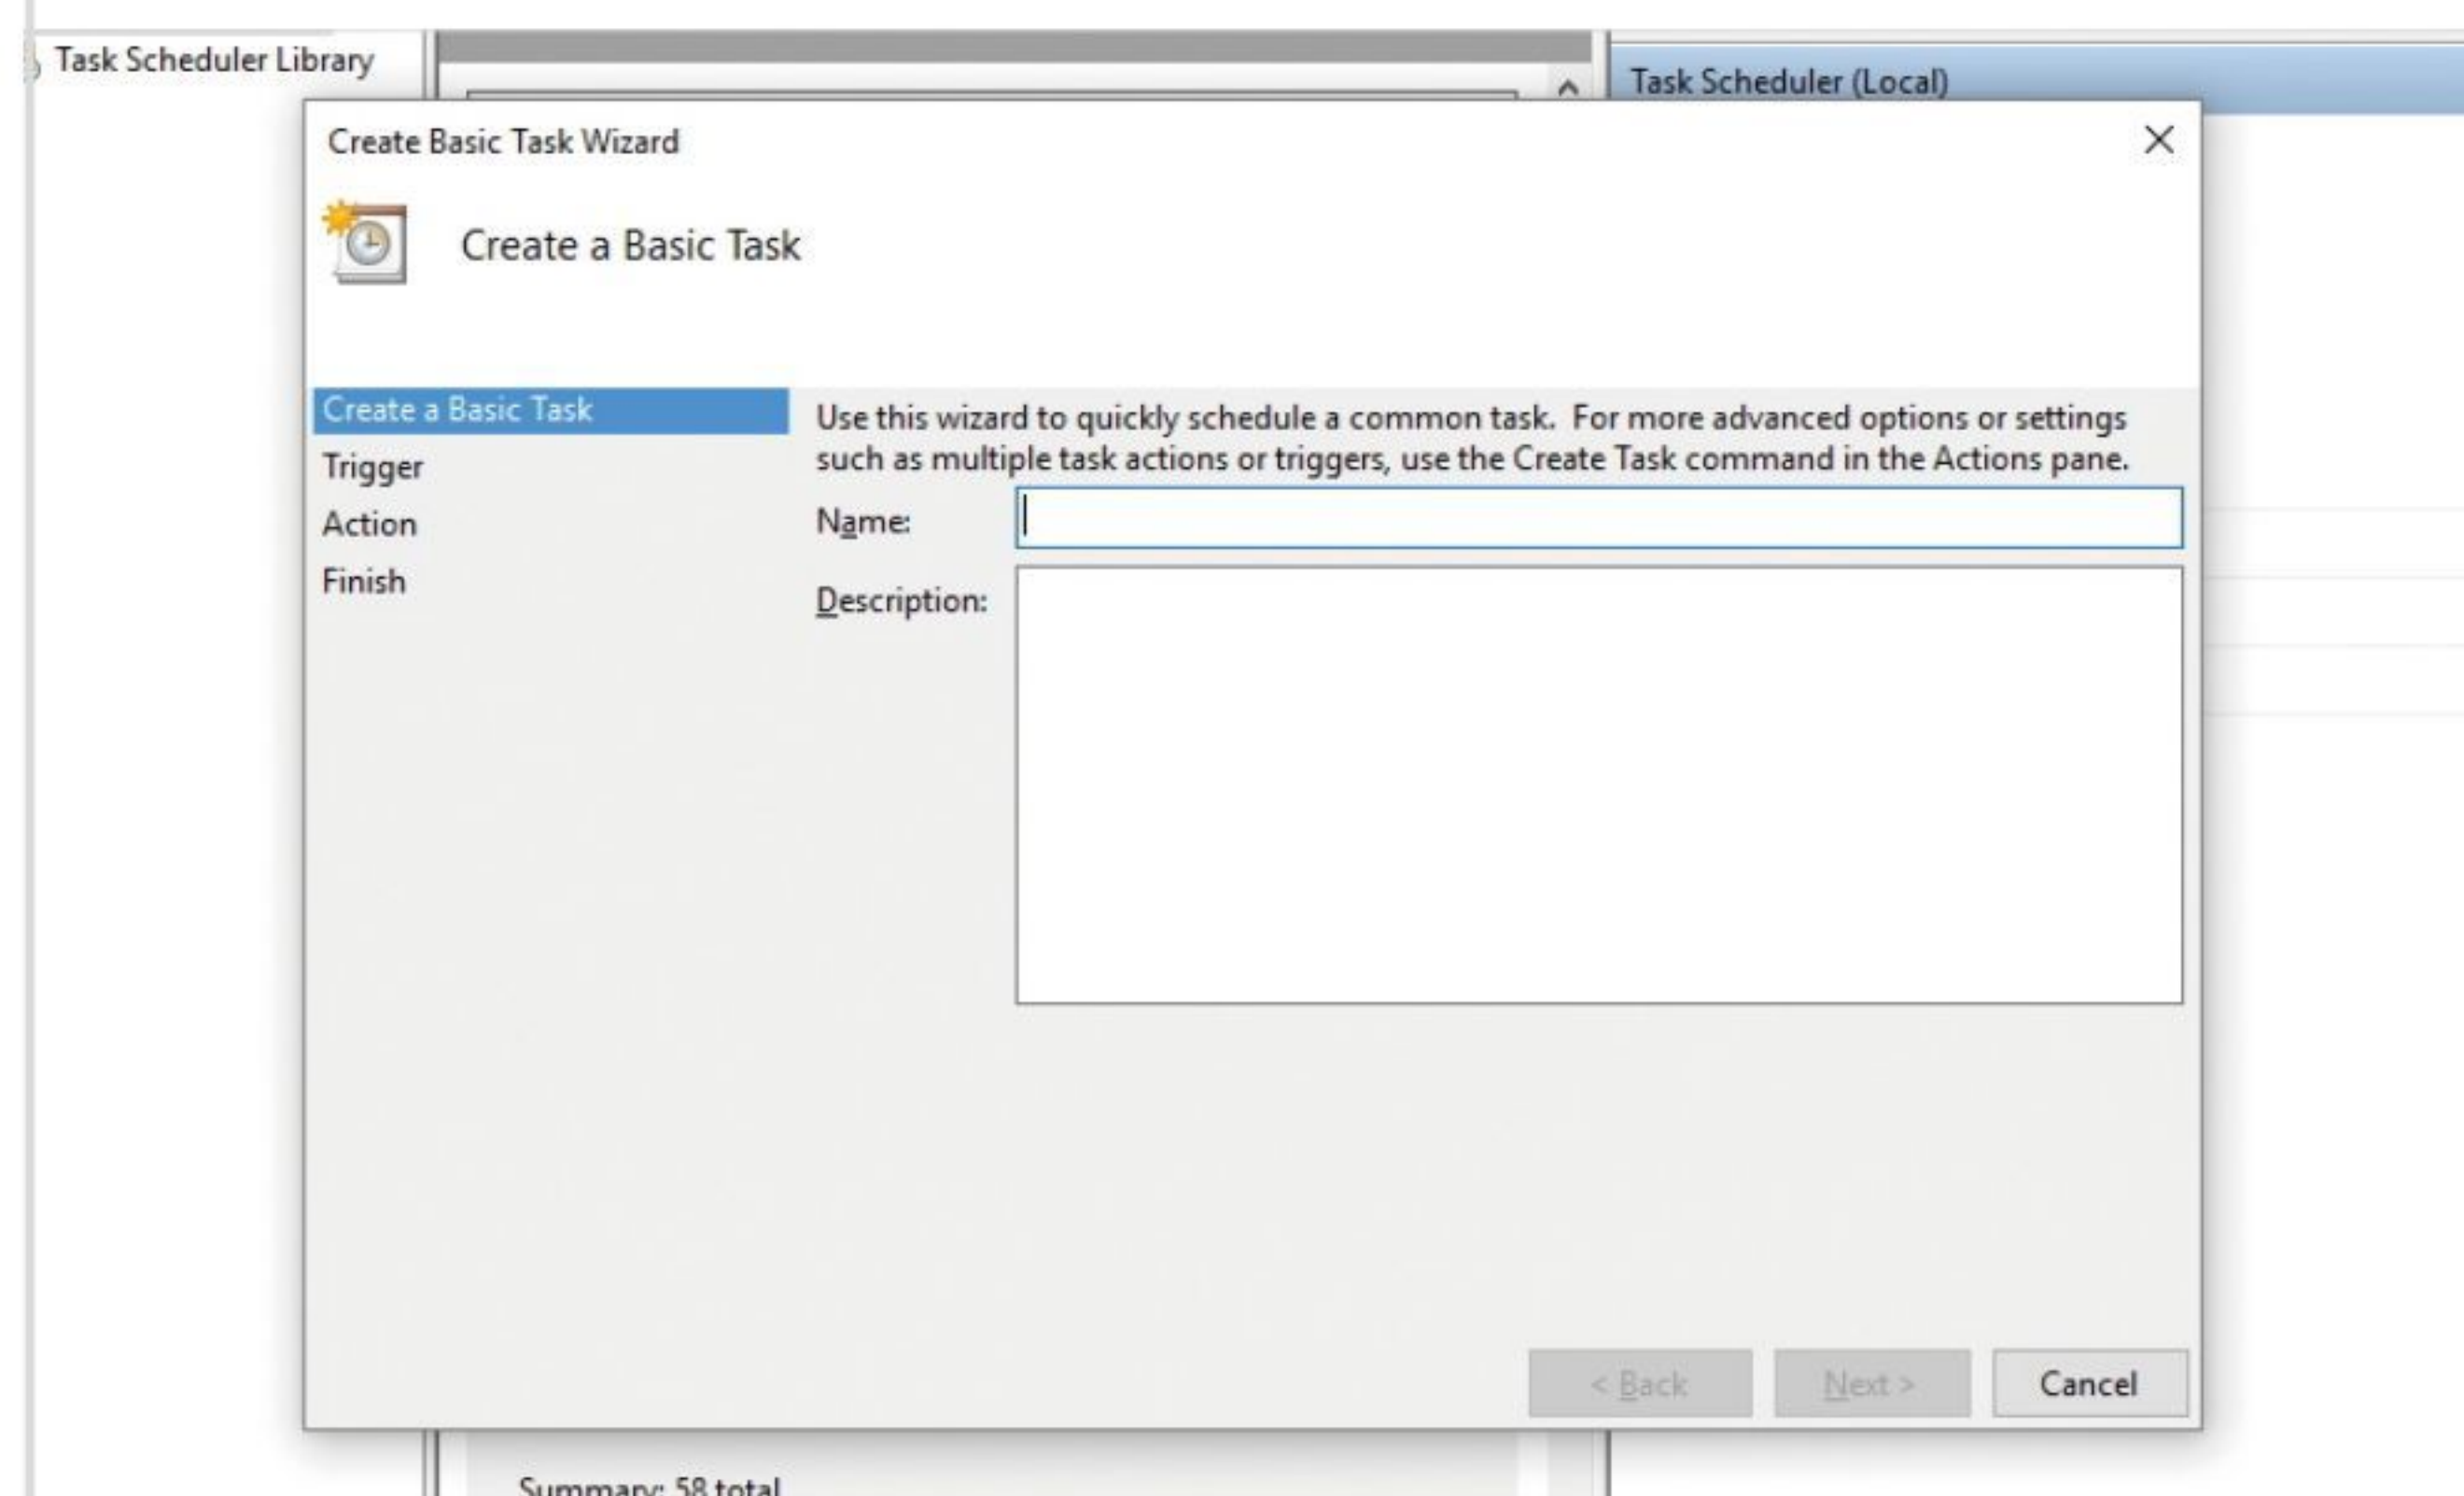 Task Scheduler Library
Task Scheduler (Local)
Create Basic Task Wizard
Create a Basic Task
Create a Basic Task
Trigger
Action
Finish
Use this wizard to quickly schedule a common task.  For more advanced options or settings
such as multiple task actions or triggers, use the Create Task command in the Actions pane.
Name:
Description:
< Back
Next >
Cancel
Summary: 58 total